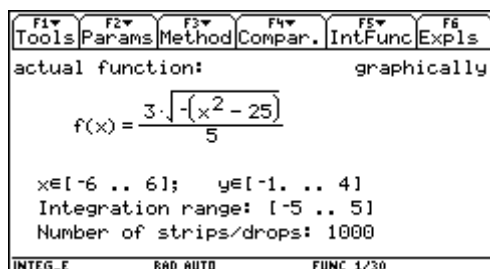 F1▼ Tools F2▼ Params F3▼ Method F4▼ Compar. F5▼ IntFunc F6 Expls
actual function: graphically
f(x) = 3·√-(x² - 25) / 5
x∈[-6 .. 6]; y∈[-1. .. 4]
Integration range: [-5 .. 5]
Number of strips/drops: 1000
INTEG_E RAD AUTO FUNC 1/30